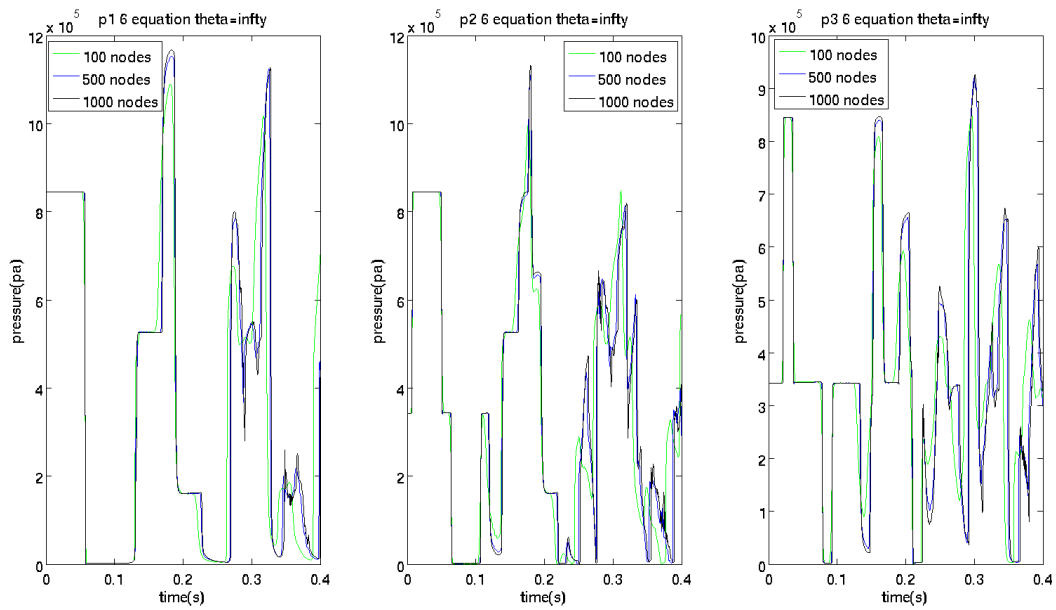 p1 6 equation theta=infty
x 10^5
12
10
8
6
4
2
0
0
0.1
0.2
0.3
0.4
pressure(pa)
time(s)
100 nodes
500 nodes
1000 nodes
p2 6 equation theta=infty
x 10^5
12
10
8
6
4
2
0
0
0.1
0.2
0.3
0.4
pressure(pa)
time(s)
100 nodes
500 nodes
1000 nodes
p3 6 equation theta=infty
x 10^5
10
9
8
7
6
5
4
3
2
1
0
0
0.1
0.2
0.3
0.4
pressure(pa)
time(s)
100 nodes
500 nodes
1000 nodes